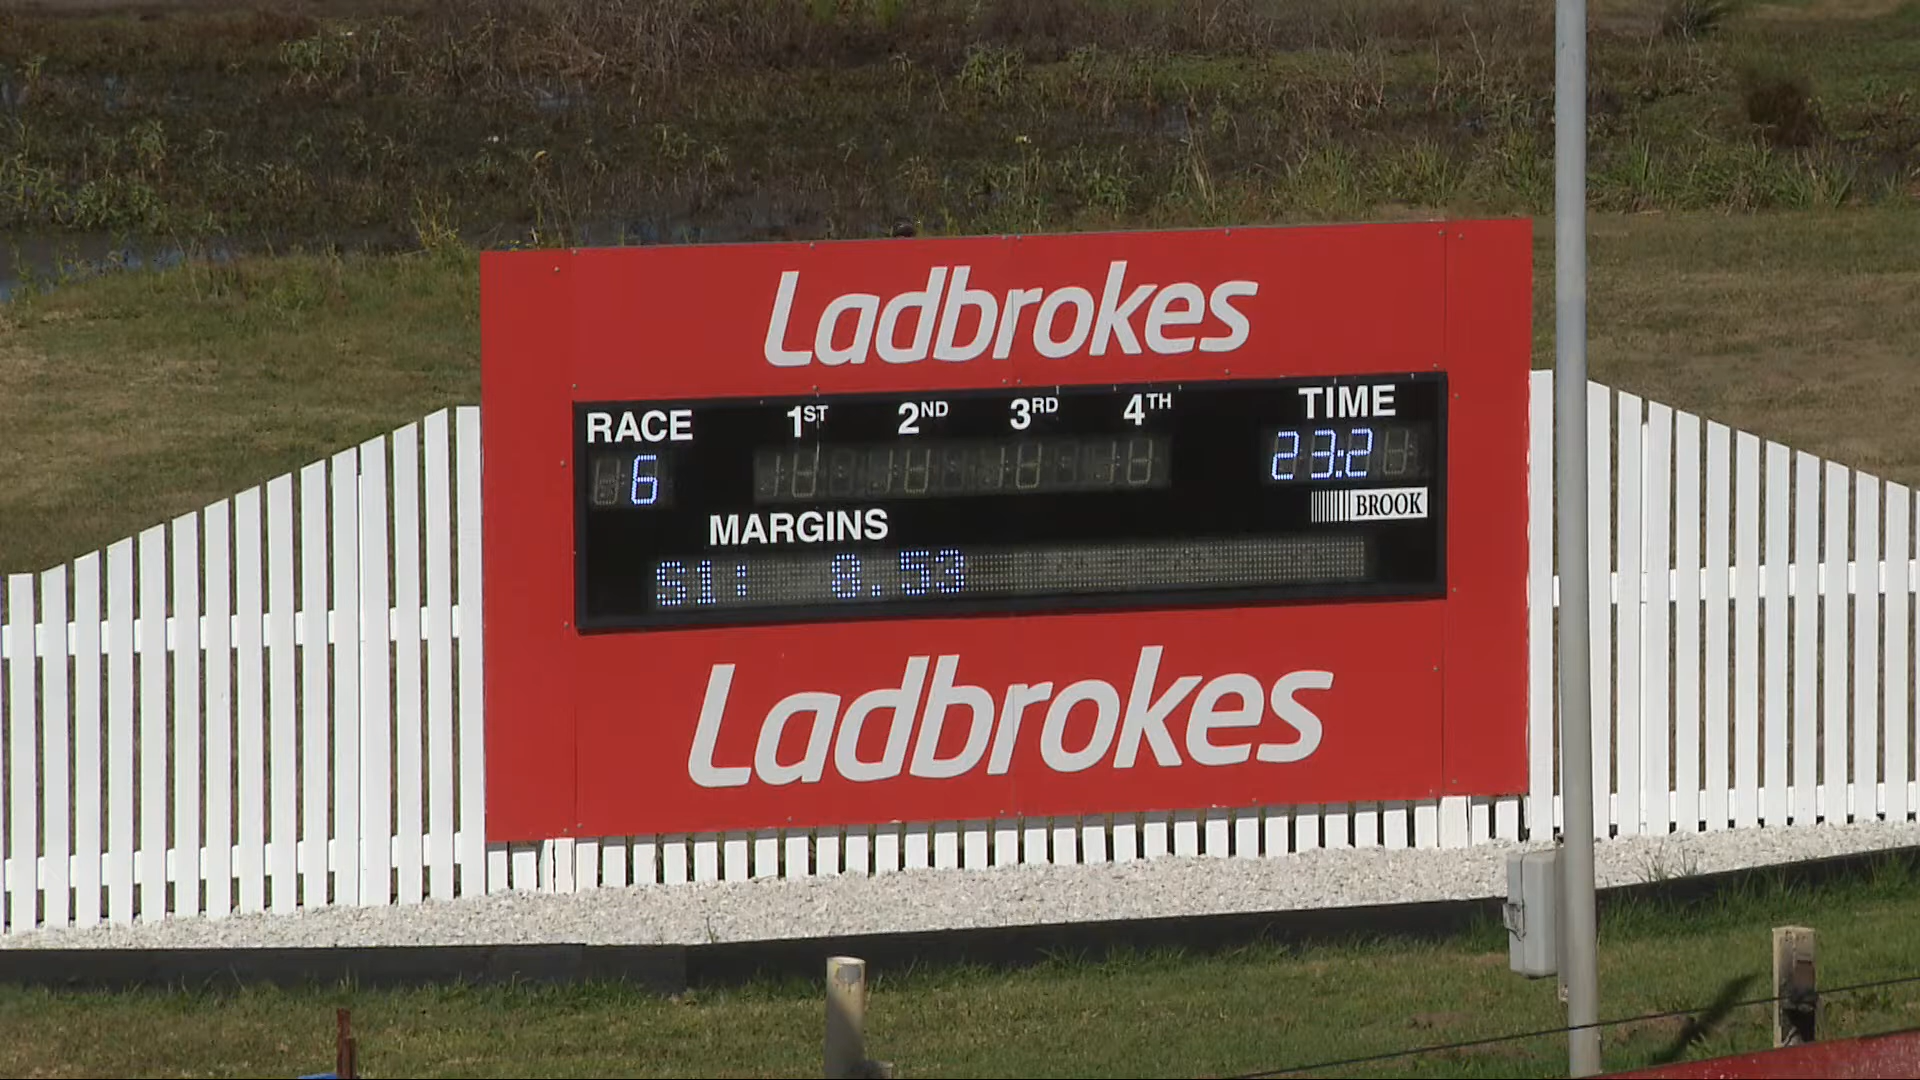 Ladbrokes
RACE 1ST 2ND 3RD 4TH TIME
6 23:2
BROOK
MARGINS
S1: 8.53
Ladbrokes